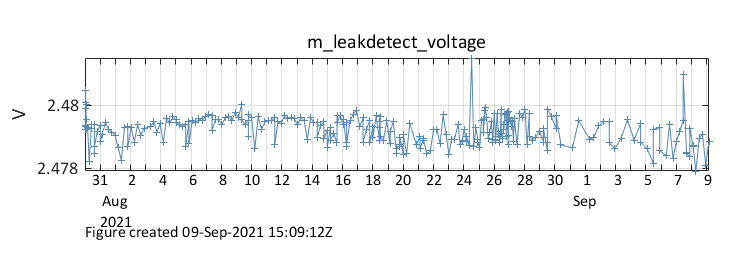 m_leakdetect_voltage
V
2.48
2.478
31 2 4 6 8 10 12 14 16 18 20 22 24 26 28 30 1 3 5 7 9
Aug Sep
2021
Figure created 09-Sep-2021 15:09:12Z